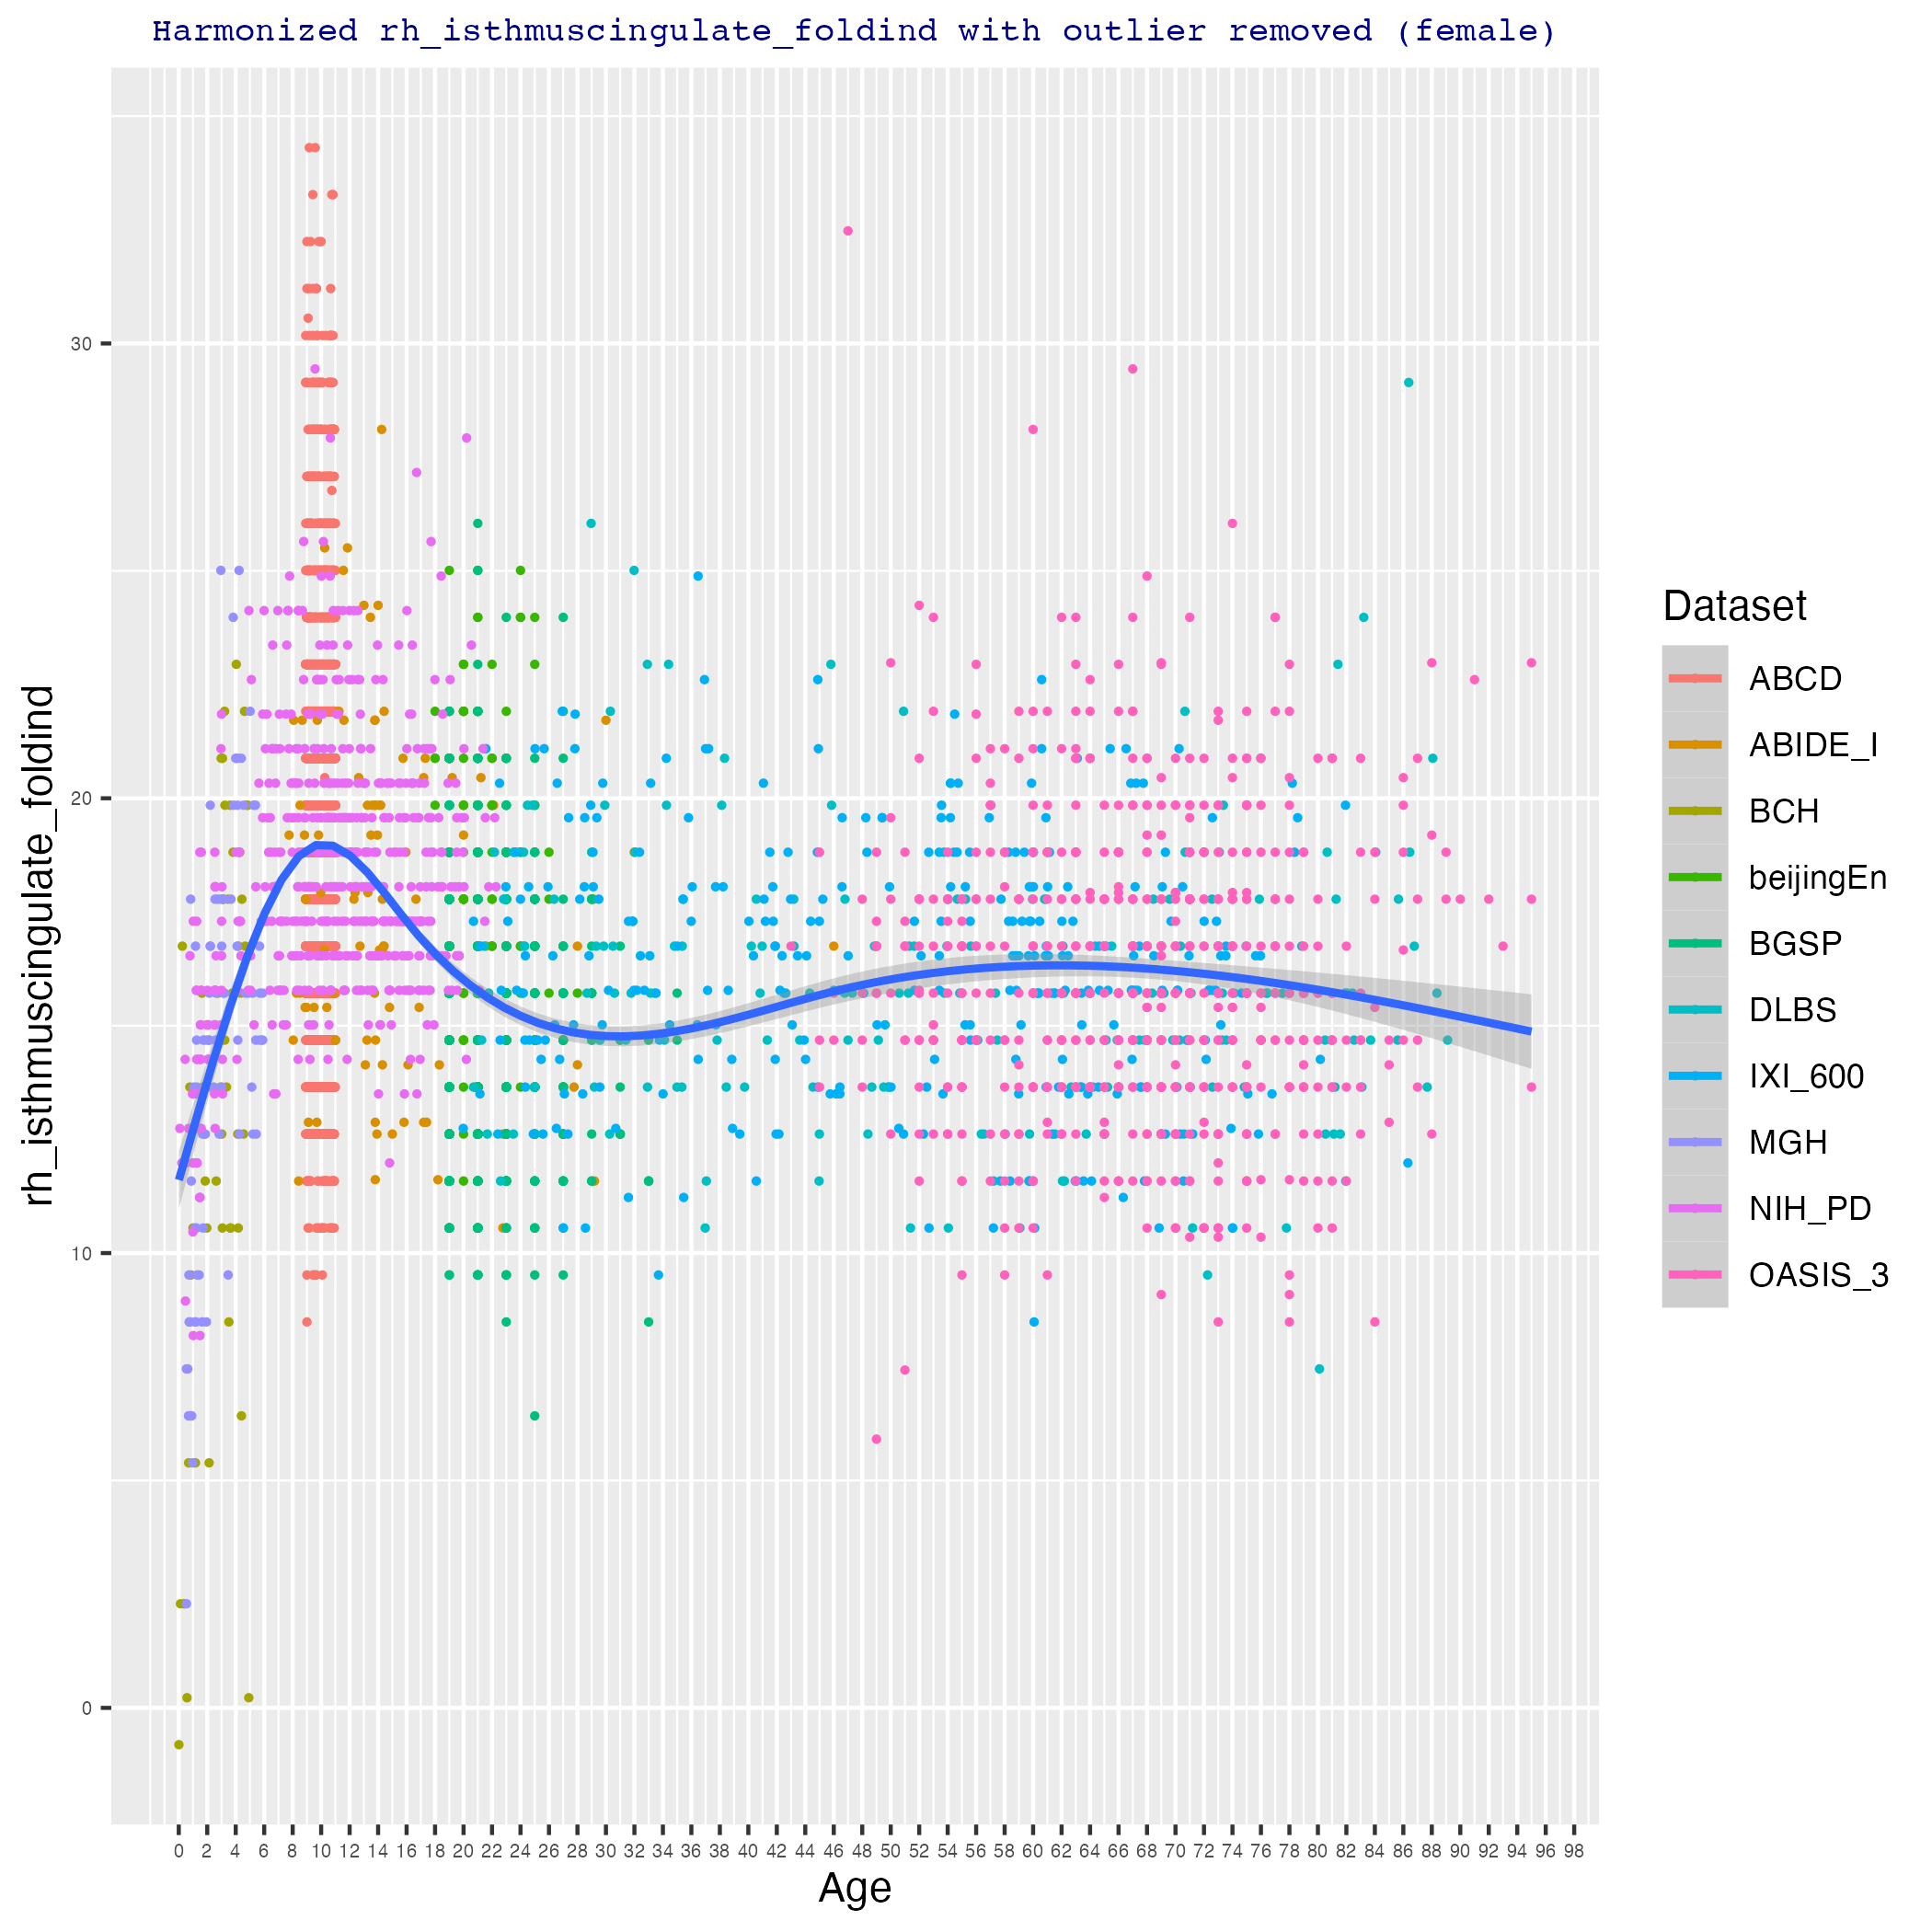 Harmonized rh_isthmuscingulate_foldind with outlier removed (female)
rh_isthmuscingulate_foldind
30
20
10
0
0 2 4 6 8 10 12 14 16 18 20 22 24 26 28 30 32 34 36 38 40 42 44 46 48 50 52 54 56 58 60 62 64 66 68 70 72 74 76 78 80 82 84 86 88 90 92 94 96 98
Age
Dataset
ABCD
ABIDE_I
BCH
beijingEn
BGSP
DLBS
IXI_600
MGH
NIH_PD
OASIS_3